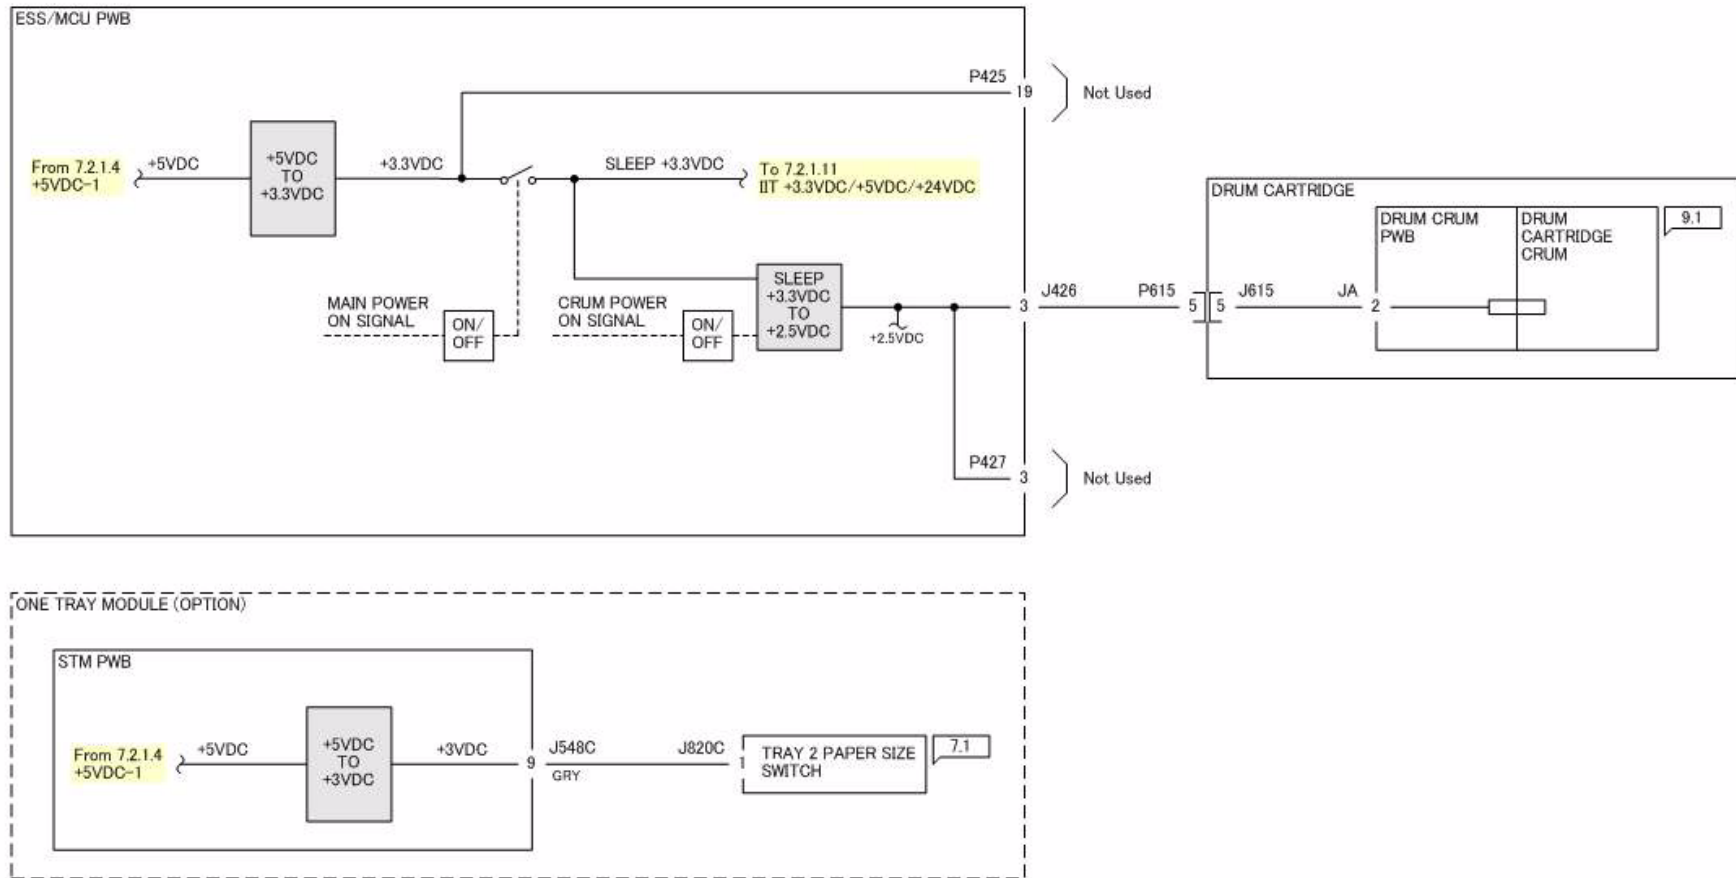 ESS/MCU PWB
P425
19
Not Used
From 7.2.1.4
+5VDC-1
+5VDC
+5VDC
TO
+3.3VDC
+3.3VDC
SLEEP +3.3VDC
To 7.2.1.11
IIT +3.3VDC/+5VDC/+24VDC
MAIN POWER
ON SIGNAL
ON/
OFF
CRUM POWER
ON SIGNAL
ON/
OFF
SLEEP
+3.3VDC
TO
+2.5VDC
+2.5VDC
3
J426
P615
5
5
J615
JA
2
DRUM CARTRIDGE
DRUM CRUM
PWB
DRUM
CARTRIDGE
CRUM
9.1
P427
3
Not Used
ONE TRAY MODULE (OPTION)
STM PWB
From 7.2.1.4
+5VDC-1
+5VDC
+5VDC
TO
+3VDC
+3VDC
9
J548C
GRY
J820C
1
TRAY 2 PAPER SIZE
SWITCH
7.1